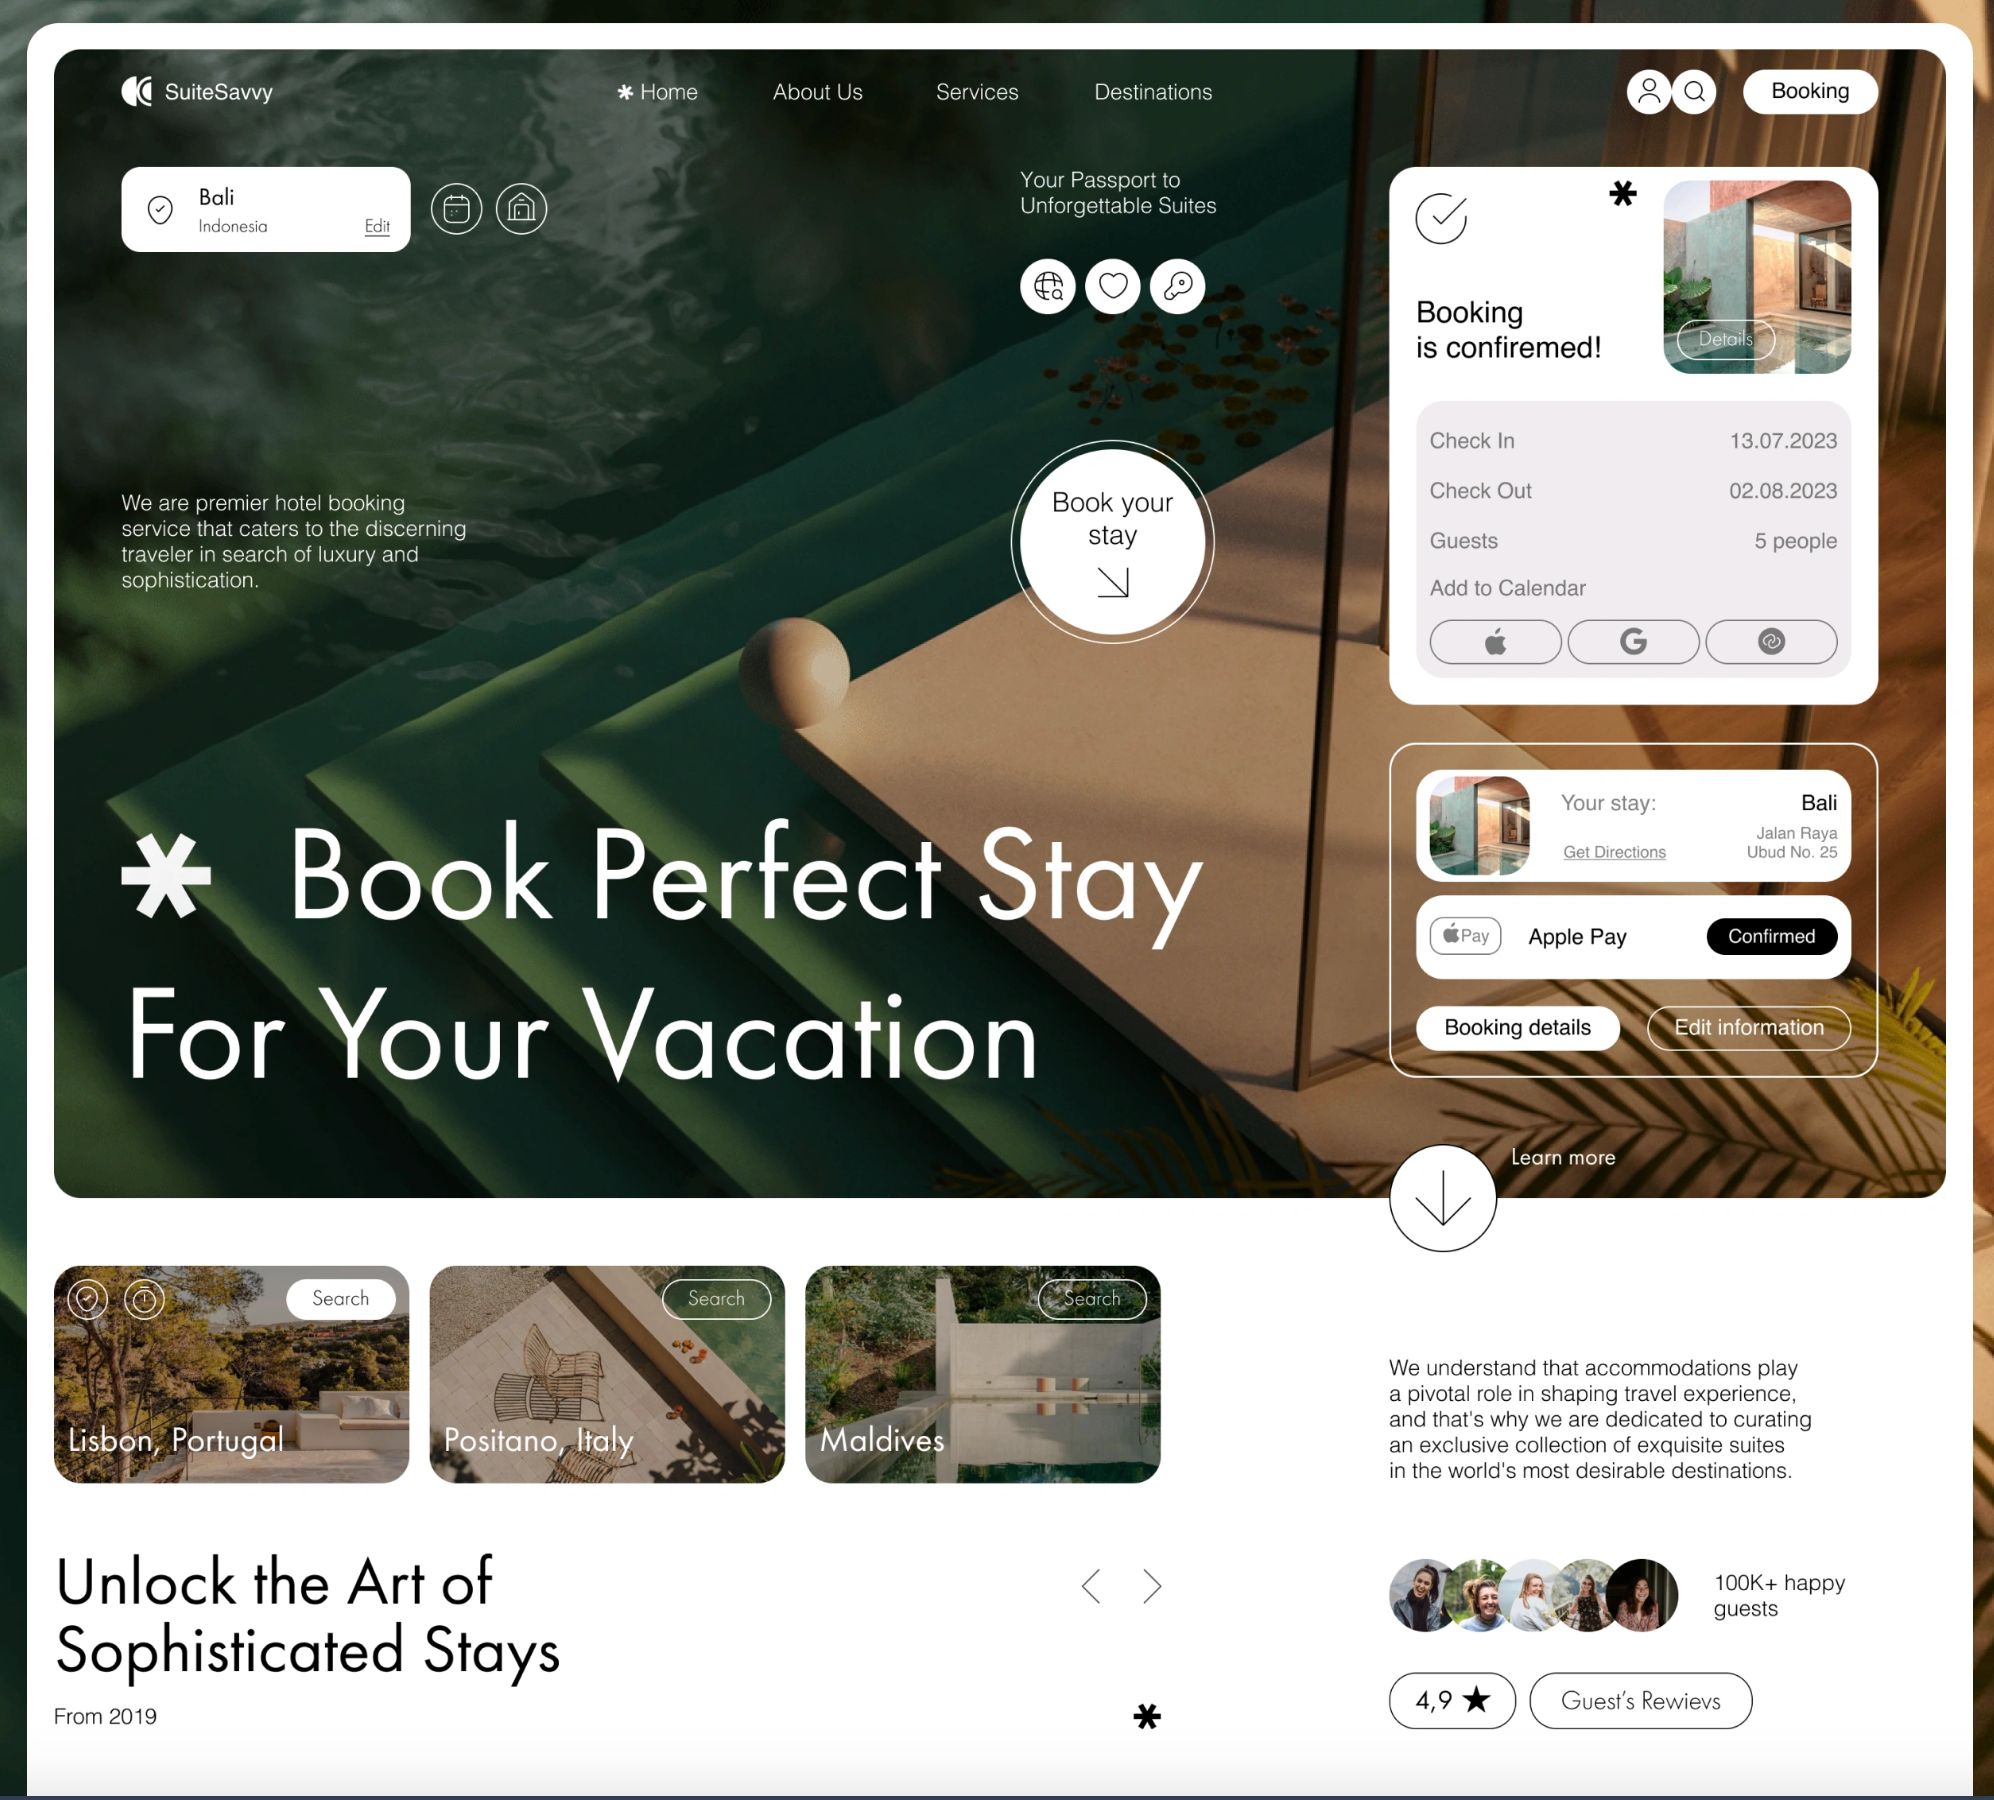 SuiteSavvy
Home
About Us
Services
Destinations
Booking
Bali
Indonesia
Edit
Your Passport to
Unforgettable Suites
We are premier hotel booking
service that caters to the discerning
traveler in search of luxury and
sophistication.
Book your
stay
Book Perfect Stay
For Your Vacation
Booking
is confiremed!
Details
Check In
13.07.2023
Check Out
02.08.2023
Guests
5 people
Add to Calendar
G
Your stay:
Bali
Get Directions
Jalan Raya
Ubud No. 25
Pay
Apple Pay
Confirmed
Booking details
Edit information
Learn more
Search
Lisbon, Portugal
Search
Positano, Italy
Search
Maldives
Unlock the Art of
Sophisticated Stays
From 2019
We understand that accommodations play
a pivotal role in shaping travel experience,
and that's why we are dedicated to curating
an exclusive collection of exquisite suites
in the world's most desirable destinations.
100K+ happy
guests
4,9 ★
Guest’s Rewievs